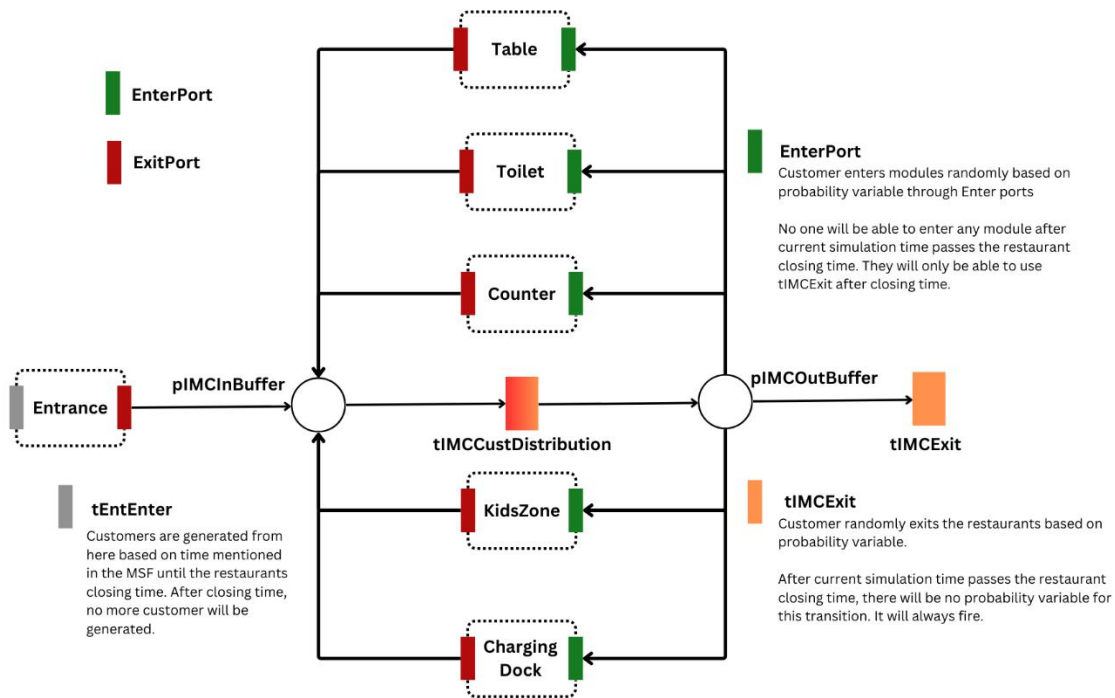 Table
EnterPort
ExitPort
Toilet
EnterPort
Customer enters modules randomly based on
probability variable through Enter ports
No one will be able to enter any module after
current simulation time passes the restaurant
closing time. They will only be able to use
tIMCExit after closing time.
Counter
Entrance
pIMCInBuffer
tIMCCustDistribution
pIMCOutBuffer
tIMCExit
tEntEnter
Customers are generated from
here based on time mentioned
in the MSF until the restaurants
closing time. After closing time,
no more customer will be
generated.
KidsZone
tIMCExit
Customer randomly exits the restaurants based on
probability variable.
After current simulation time passes the restaurant
closing time, there will be no probability variable for
this transition. It will always fire.
Charging
Dock